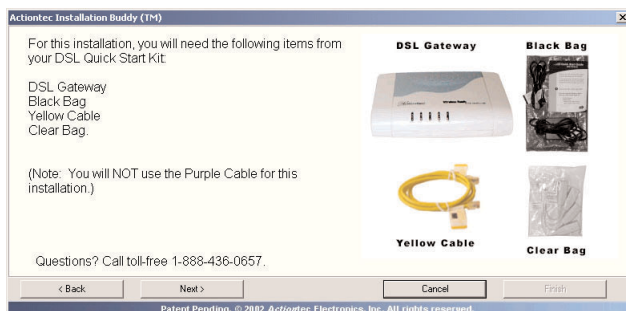 Actiontec Installation Buddy (TM)
For this installation, you will need the following items from
your DSL Quick Start Kit:
DSL Gateway
Black Bag
Yellow Cable
Clear Bag.
(Note: You will NOT use the Purple Cable for this
installation.)
Questions? Call toll-free 1-888-436-0657.
DSL Gateway
Black Bag
Yellow Cable
Clear Bag
< Back
Next >
Cancel
Finish
Patent Pending. © 2002 Actiontec Electronics, Inc. All rights reserved.